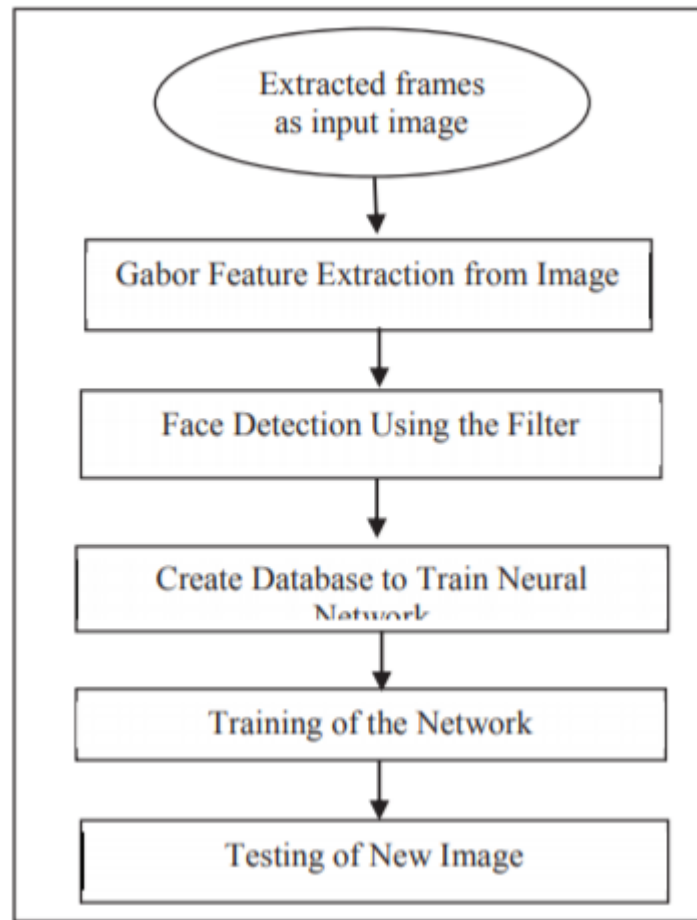 Extracted frames
as input image
Gabor Feature Extraction from Image
Face Detection Using the Filter
Create Database to Train Neural
Network
Training of the Network
Testing of New Image